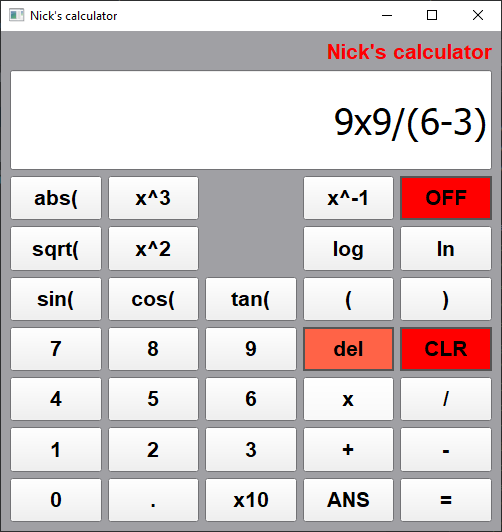 Nick's calculator
Nick's calculator
9x9/(6-3)
abs( x^3 x^-1 OFF
sqrt( x^2 log ln
sin( cos( tan( ( )
7 8 9 del CLR
4 5 6 x /
1 2 3 + -
0 . x10 ANS =